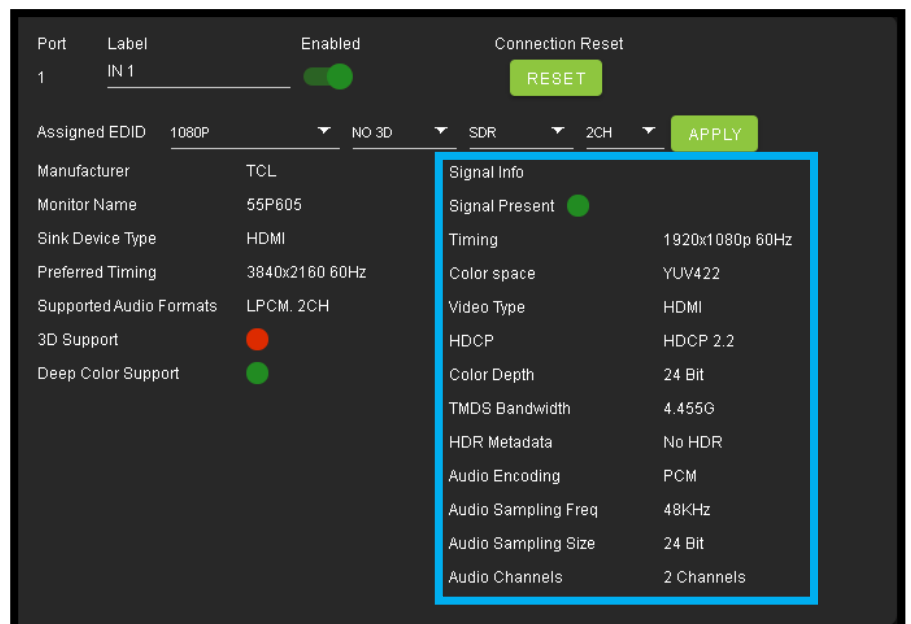 Port Label Enabled Connection Reset
1 IN 1 RESET
Assigned EDID 1080P NO 3D SDR 2CH APPLY
Manufacturer TCL
Monitor Name 55P605
Sink Device Type HDMI
Preferred Timing 3840x2160 60Hz
Supported Audio Formats LPCM. 2CH
3D Support
Deep Color Support
Signal Info
Signal Present
Timing 1920x1080p 60Hz
Color space YUV422
Video Type HDMI
HDCP HDCP 2.2
Color Depth 24 Bit
TMDS Bandwidth 4.455G
HDR Metadata No HDR
Audio Encoding PCM
Audio Sampling Freq 48KHz
Audio Sampling Size 24 Bit
Audio Channels 2 Channels